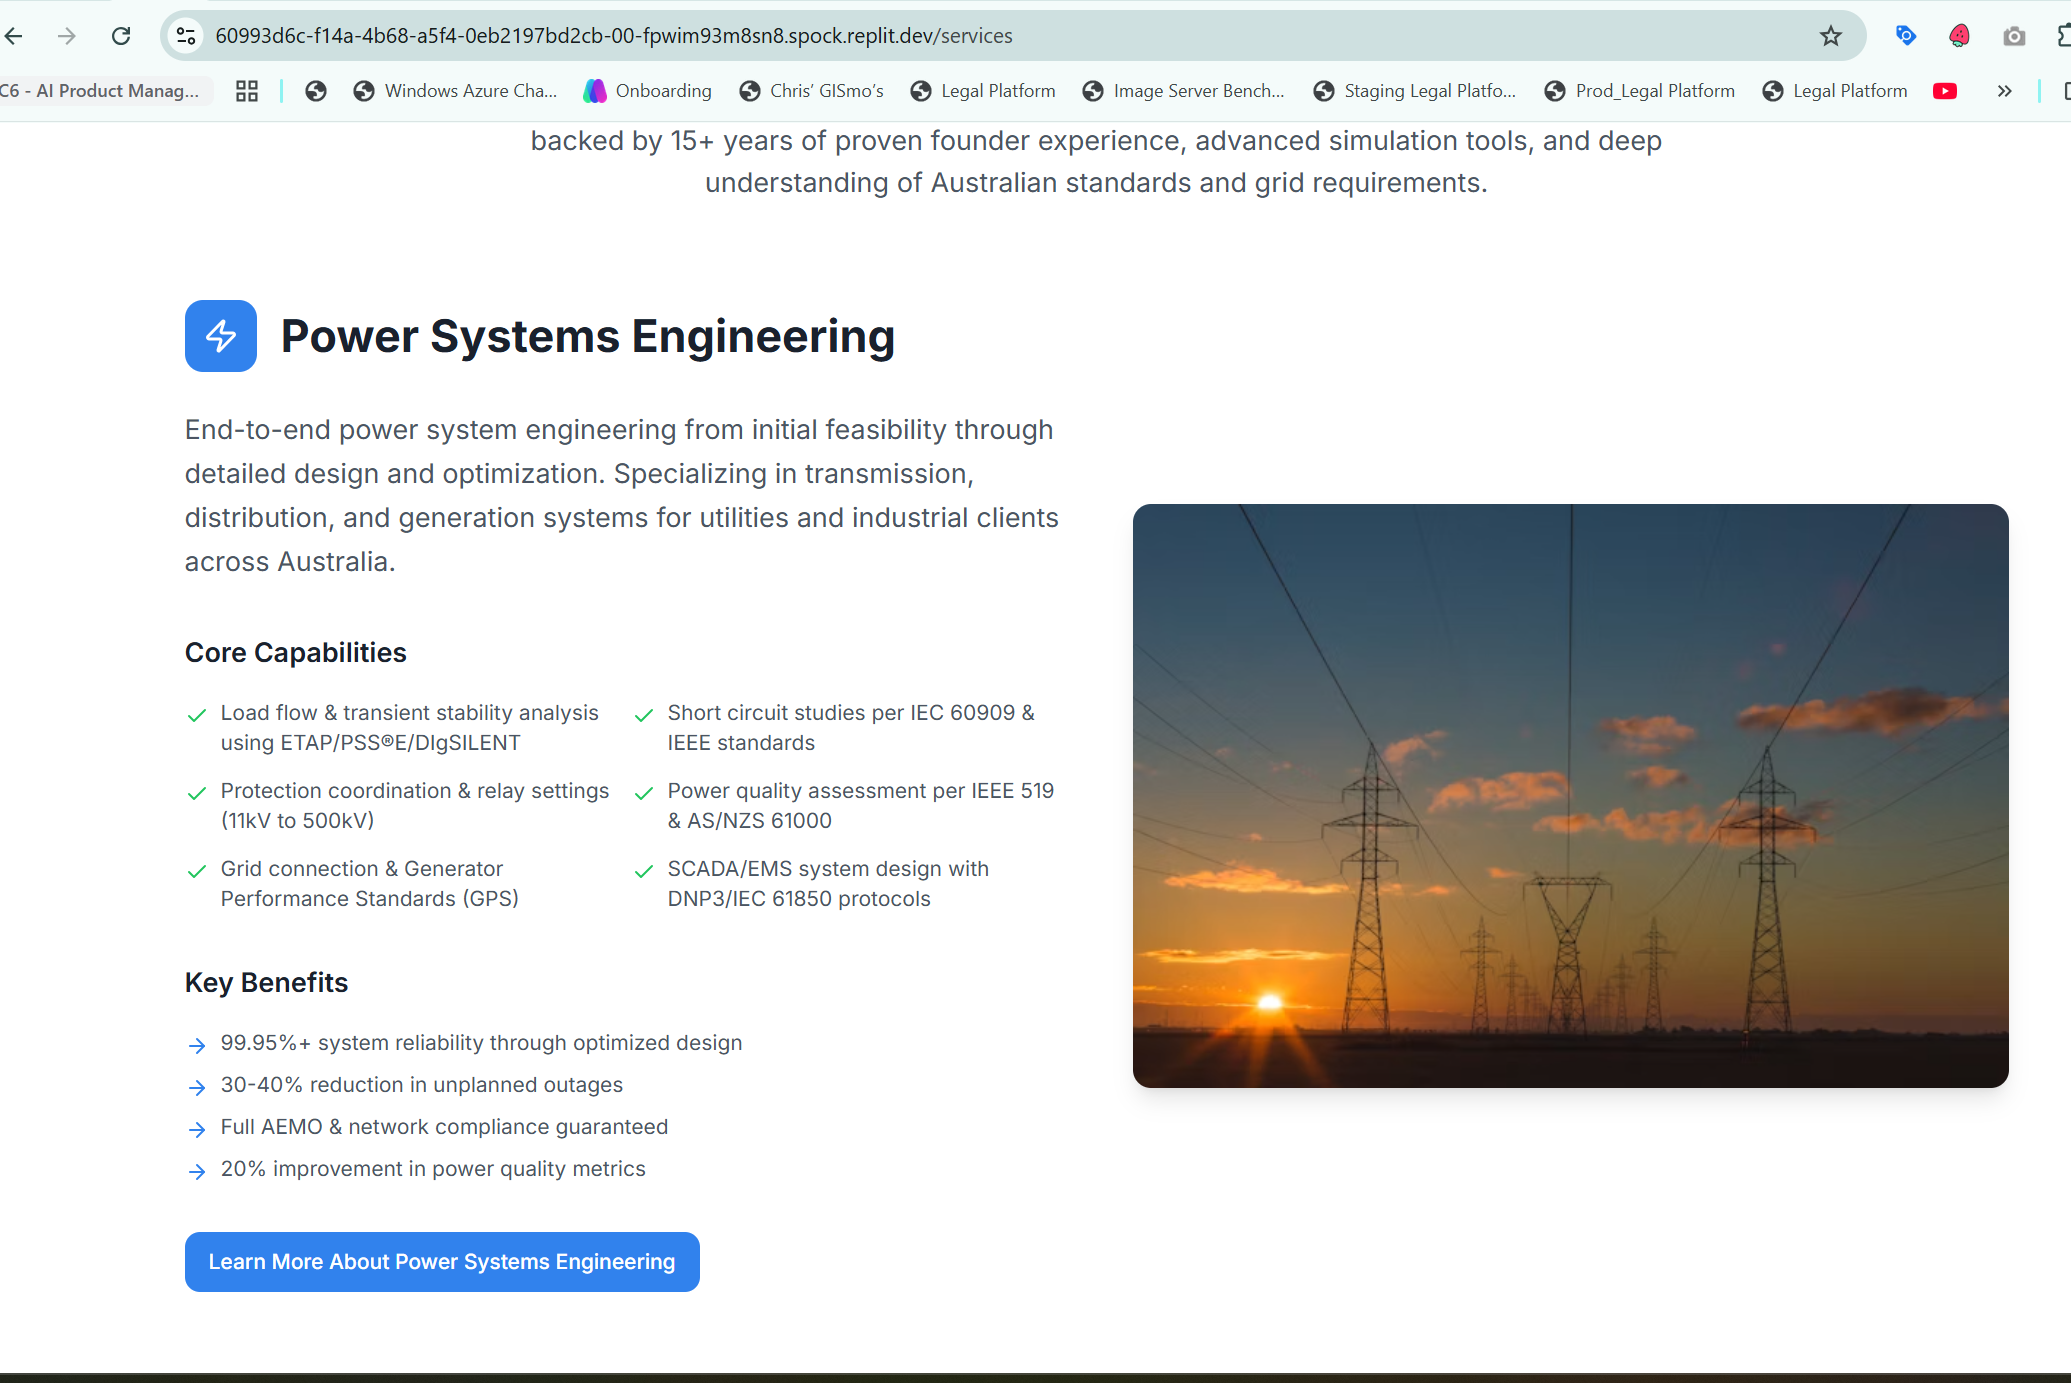 60993d6c-f14a-4b68-a5f4-0eb2197bd2cb-00-fpwim93m8sn8.spock.replit.dev/services
C6 - AI Product Manag...
Windows Azure Cha...
Onboarding
Chris' GISmo's
Legal Platform
Image Server Bench...
Staging Legal Platfo...
Prod_Legal Platform
Legal Platform
backed by 15+ years of proven founder experience, advanced simulation tools, and deep
understanding of Australian standards and grid requirements.
Power Systems Engineering
End-to-end power system engineering from initial feasibility through
detailed design and optimization. Specializing in transmission,
distribution, and generation systems for utilities and industrial clients
across Australia.
Core Capabilities
Load flow & transient stability analysis
using ETAP/PSS®E/DIgSILENT
Short circuit studies per IEC 60909 &
IEEE standards
Protection coordination & relay settings
(11kV to 500kV)
Power quality assessment per IEEE 519
& AS/NZS 61000
Grid connection & Generator
Performance Standards (GPS)
SCADA/EMS system design with
DNP3/IEC 61850 protocols
Key Benefits
99.95%+ system reliability through optimized design
30-40% reduction in unplanned outages
Full AEMO & network compliance guaranteed
20% improvement in power quality metrics
Learn More About Power Systems Engineering